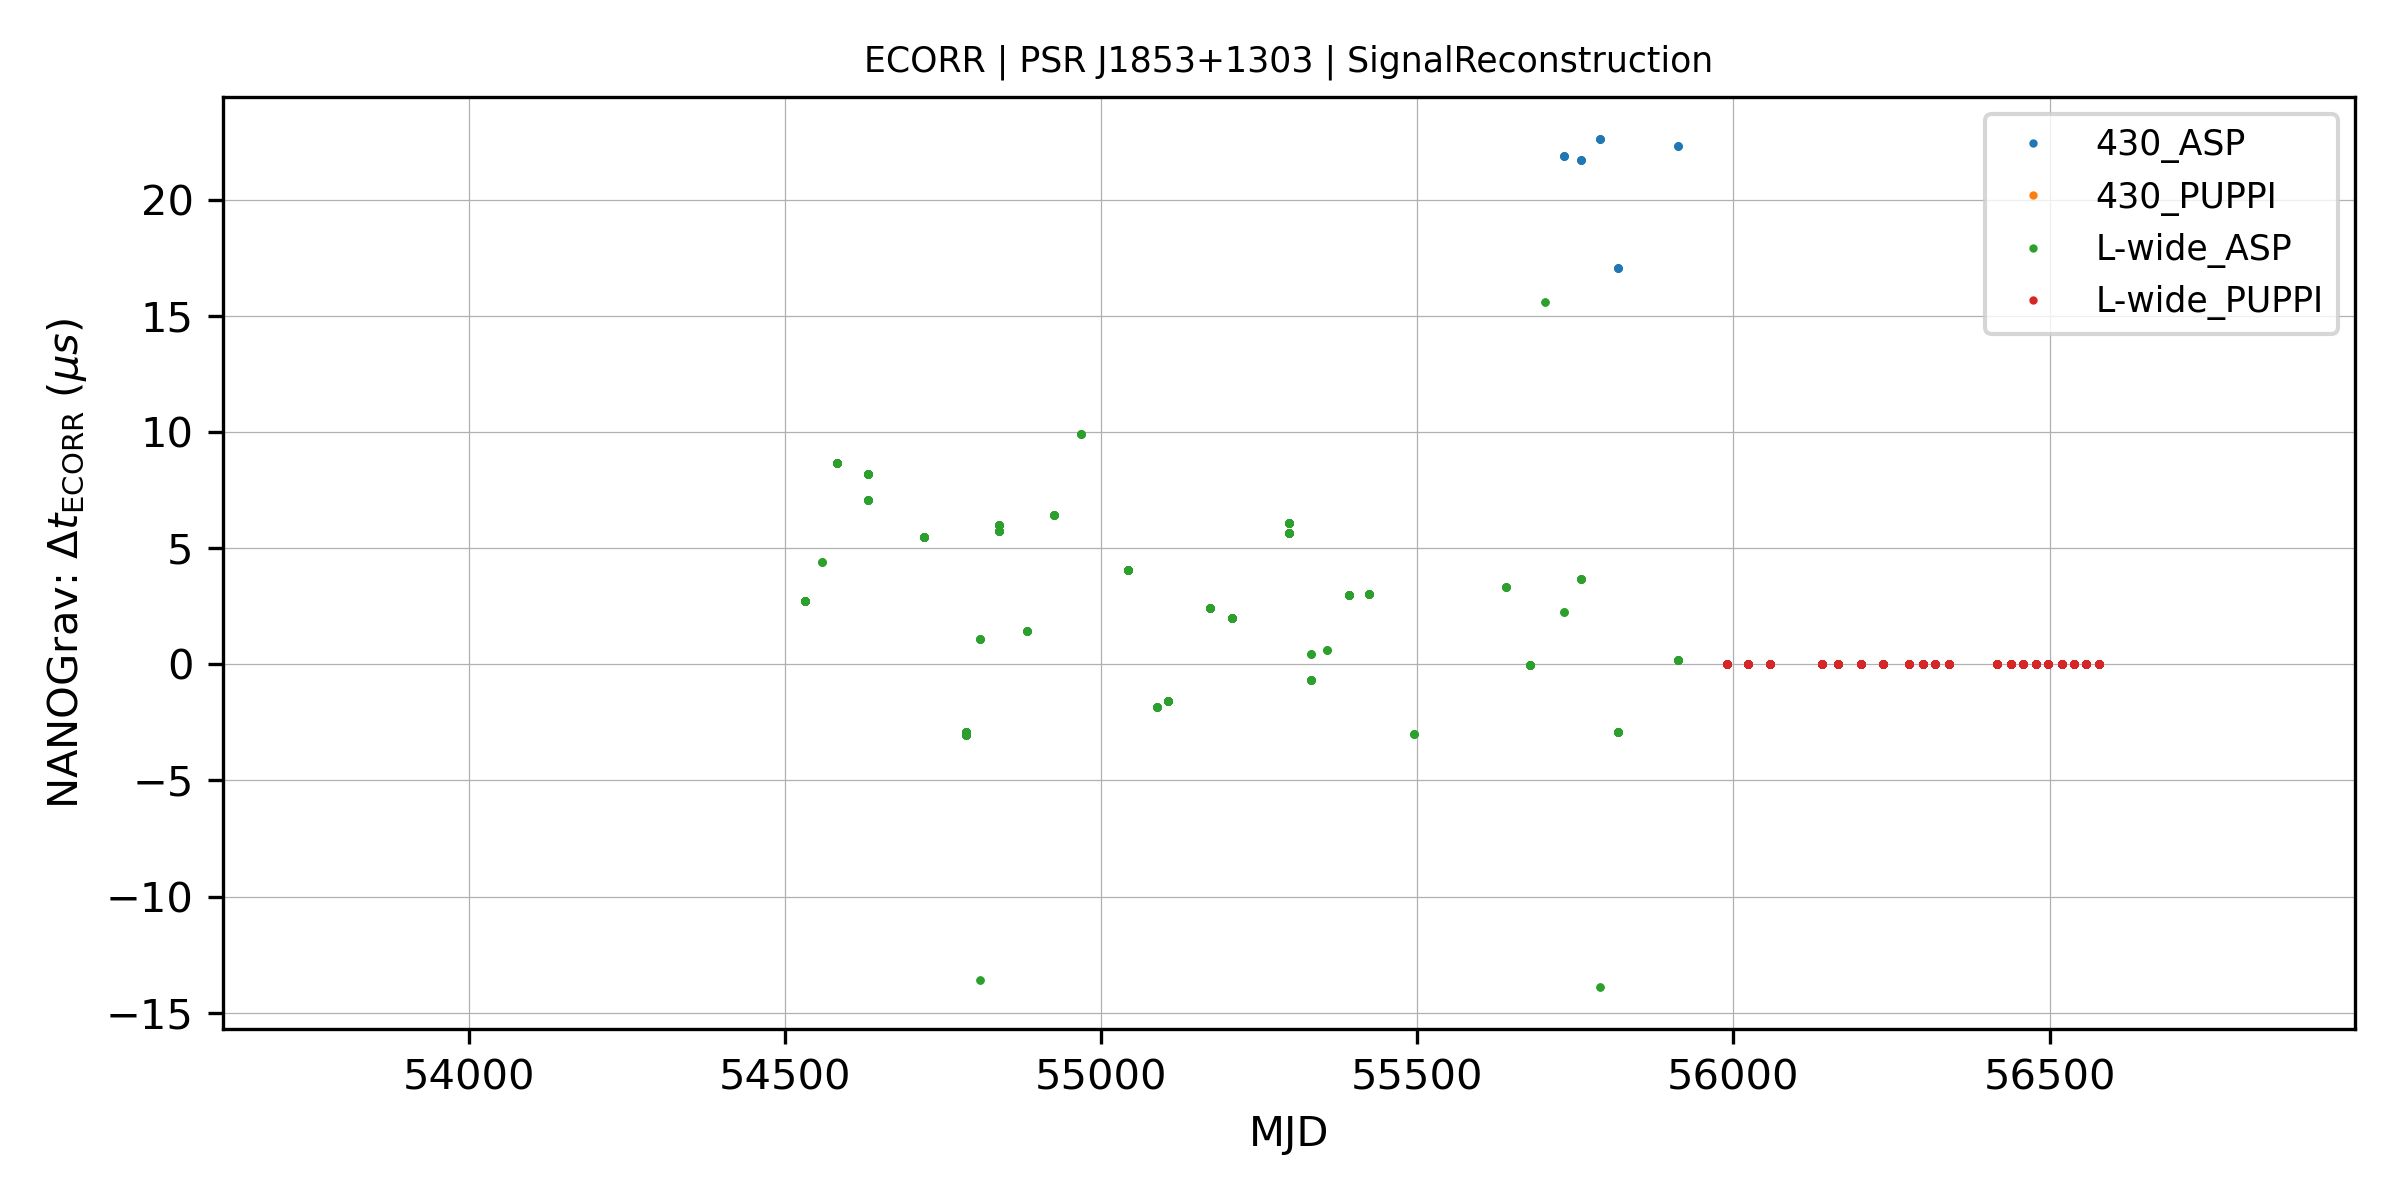 ECORR | PSR J1853+1303 | SignalReconstruction
NANOGrav: Δt_ECORR (μs)
20
15
10
5
0
−5
−10
−15
430_ASP
430_PUPPI
L-wide_ASP
L-wide_PUPPI
54000 54500 55000 55500 56000 56500
MJD